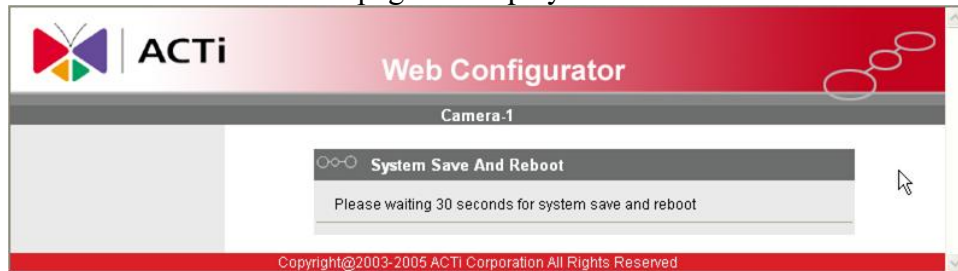 ACTi
Web Configurator
Camera-1
System Save And Reboot
Please waiting 30 seconds for system save and reboot
Copyright@2003-2005 ACTi Corporation All Rights Reserved